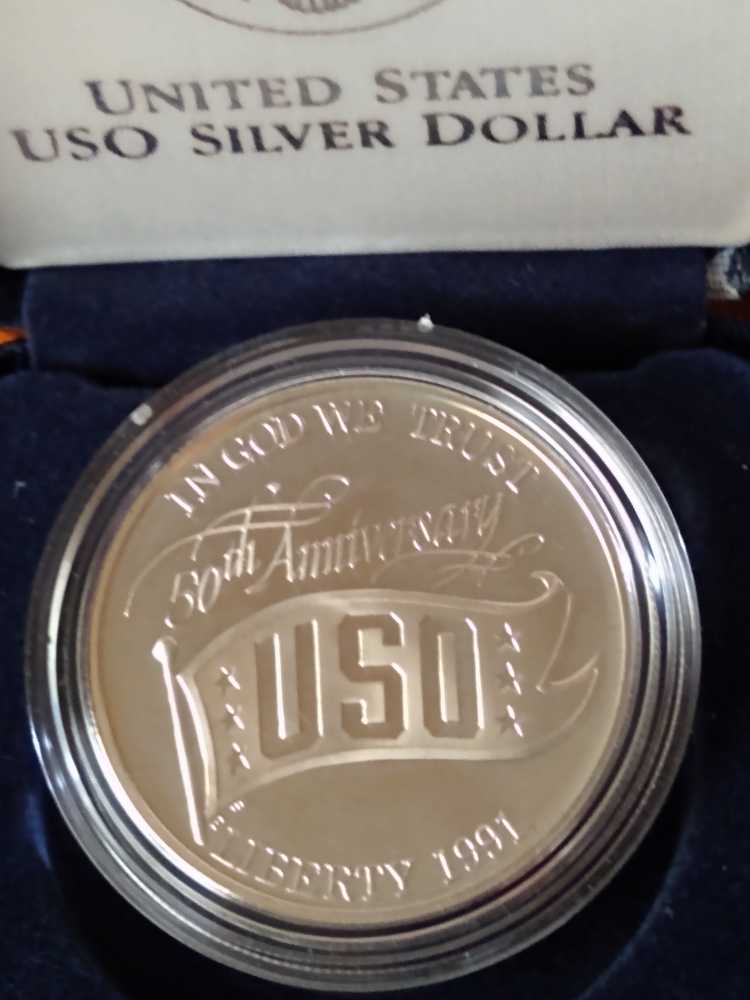 UNITED STATES
USO SILVER DOLLAR
IN GOD WE TRUST
50th Anniversary
USO
LIBERTY 1991